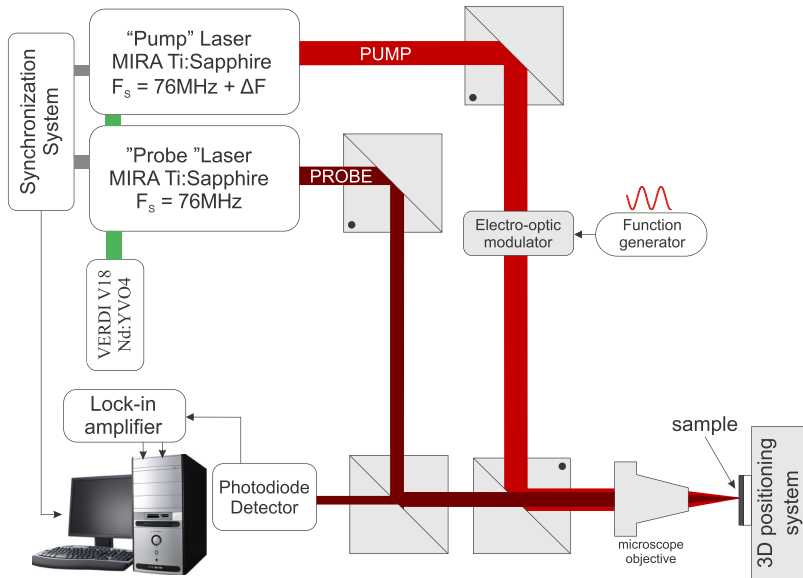 “Pump” Laser
MIRA Ti:Sapphire
Fs = 76MHz + ΔF
PUMP
Synchronization
System
”Probe ”Laser
MIRA Ti:Sapphire
Fs = 76MHz
PROBE
Electro-optic
modulator
Function
generator
VERDI V18
Nd:YVO4
Lock-in
amplifier
Photodiode
Detector
sample
microscope
objective
3D positioning
system